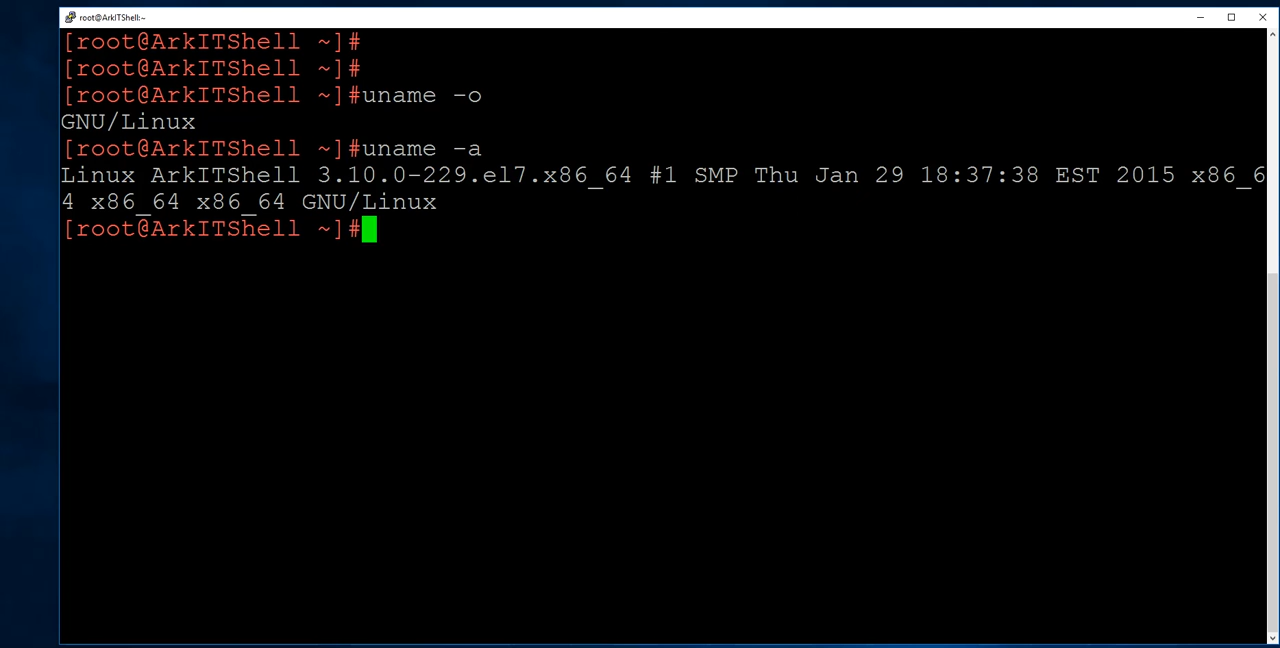 root@ArkITShell:~
[root@ArkITShell ~]#
[root@ArkITShell ~]#
[root@ArkITShell ~]#uname -o
GNU/Linux
[root@ArkITShell ~]#uname -a
Linux ArkITShell 3.10.0-229.el7.x86_64 #1 SMP Thu Jan 29 18:37:38 EST 2015 x86_6
4 x86_64 x86_64 GNU/Linux
[root@ArkITShell ~]#